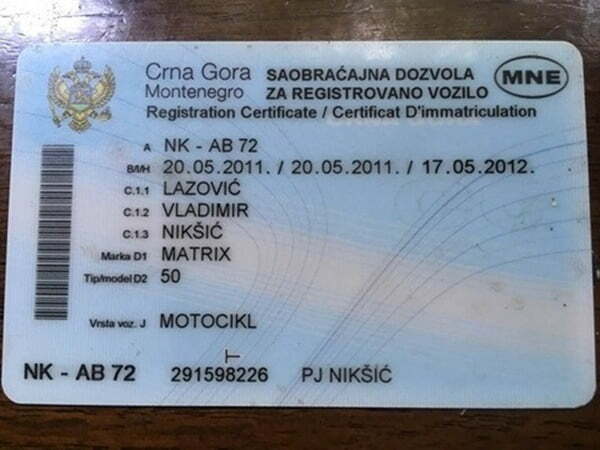 Crna Gora
Montenegro
SAOBRAĆAJNA DOZVOLA
ZA REGISTROVANO VOZILO
MNE
Registration Certificate / Certificat D'immatriculation
A NK - AB 72
B/I/H 20.05.2011. / 20.05.2011. / 17.05.2012.
C.1.1 LAZOVIĆ
C.1.2 VLADIMIR
C.1.3 NIKŠIĆ
Marka D1 MATRIX
Tip/model D2 50
Vrsta voz. J MOTOCIKL
NK - AB 72 291598226 PJ NIKŠIĆ